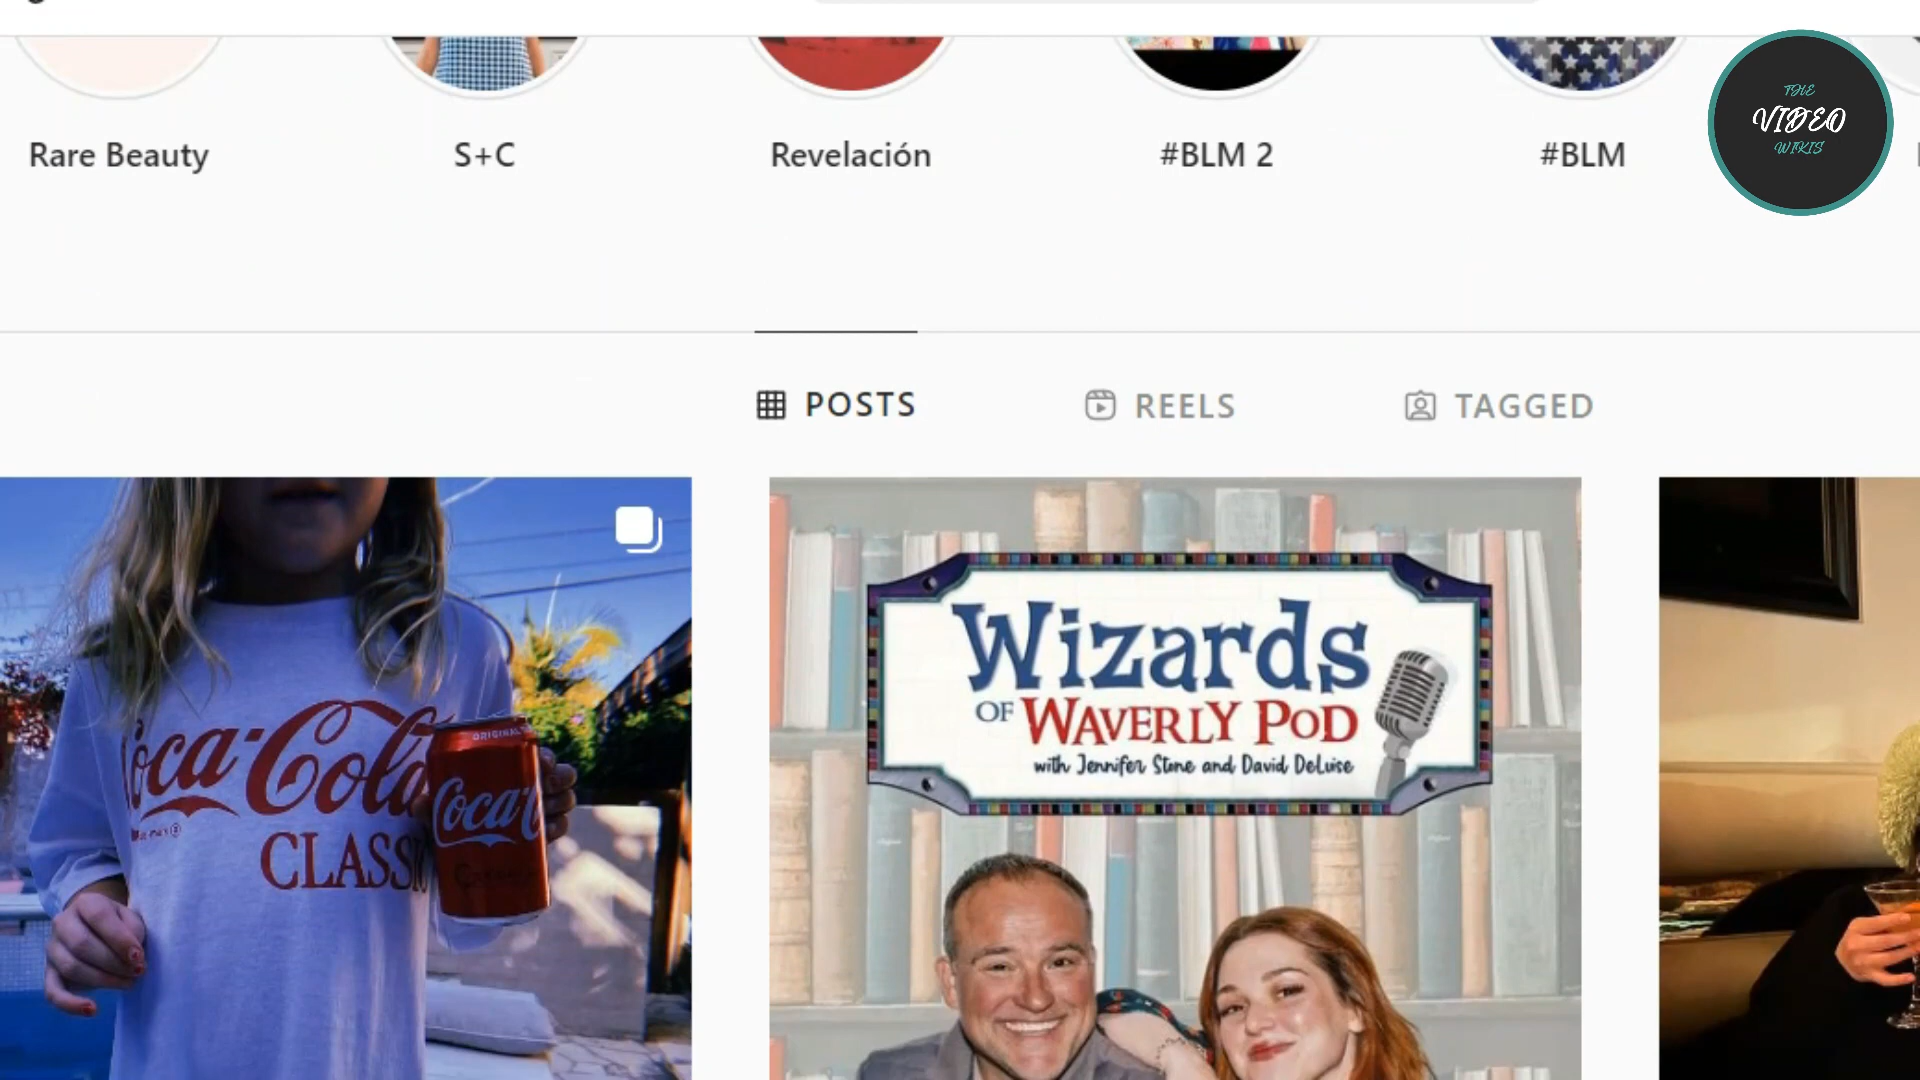 Rare Beauty
S+C
Revelación
#BLM 2
#BLM
THE
VIDEO
WIKIS
POSTS
REELS
TAGGED
Coca-Cola
CLASSIC
ORIGINAL
Coca-C
Wizards
OF WAVERLY POD
with Jennifer Stone and David DeLuise